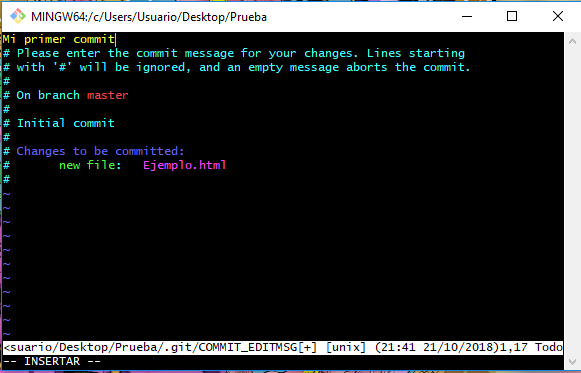 MINGW64:/c/Users/Usuario/Desktop/Prueba
Mi primer commit
# Please enter the commit message for your changes. Lines starting
# with '#' will be ignored, and an empty message aborts the commit.
#
# On branch master
#
# Initial commit
#
# Changes to be committed:
#       new file:   Ejemplo.html
#
~
~
~
~
~
~
~
~
~
~
~
<suario/Desktop/Prueba/.git/COMMIT_EDITMSG[+] [unix] (21:41 21/10/2018)1,17 Todo
-- INSERTAR --